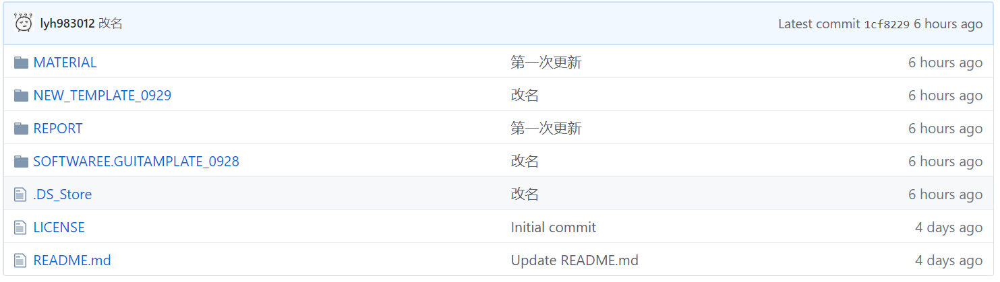 lyh983012 改名 Latest commit 1cf8229 6 hours ago
MATERIAL 第一次更新 6 hours ago
NEW_TEMPLATE_0929 改名 6 hours ago
REPORT 第一次更新 6 hours ago
SOFTWAREE.GUITAMPLATE_0928 改名 6 hours ago
.DS_Store 改名 6 hours ago
LICENSE Initial commit 4 days ago
README.md Update README.md 4 days ago